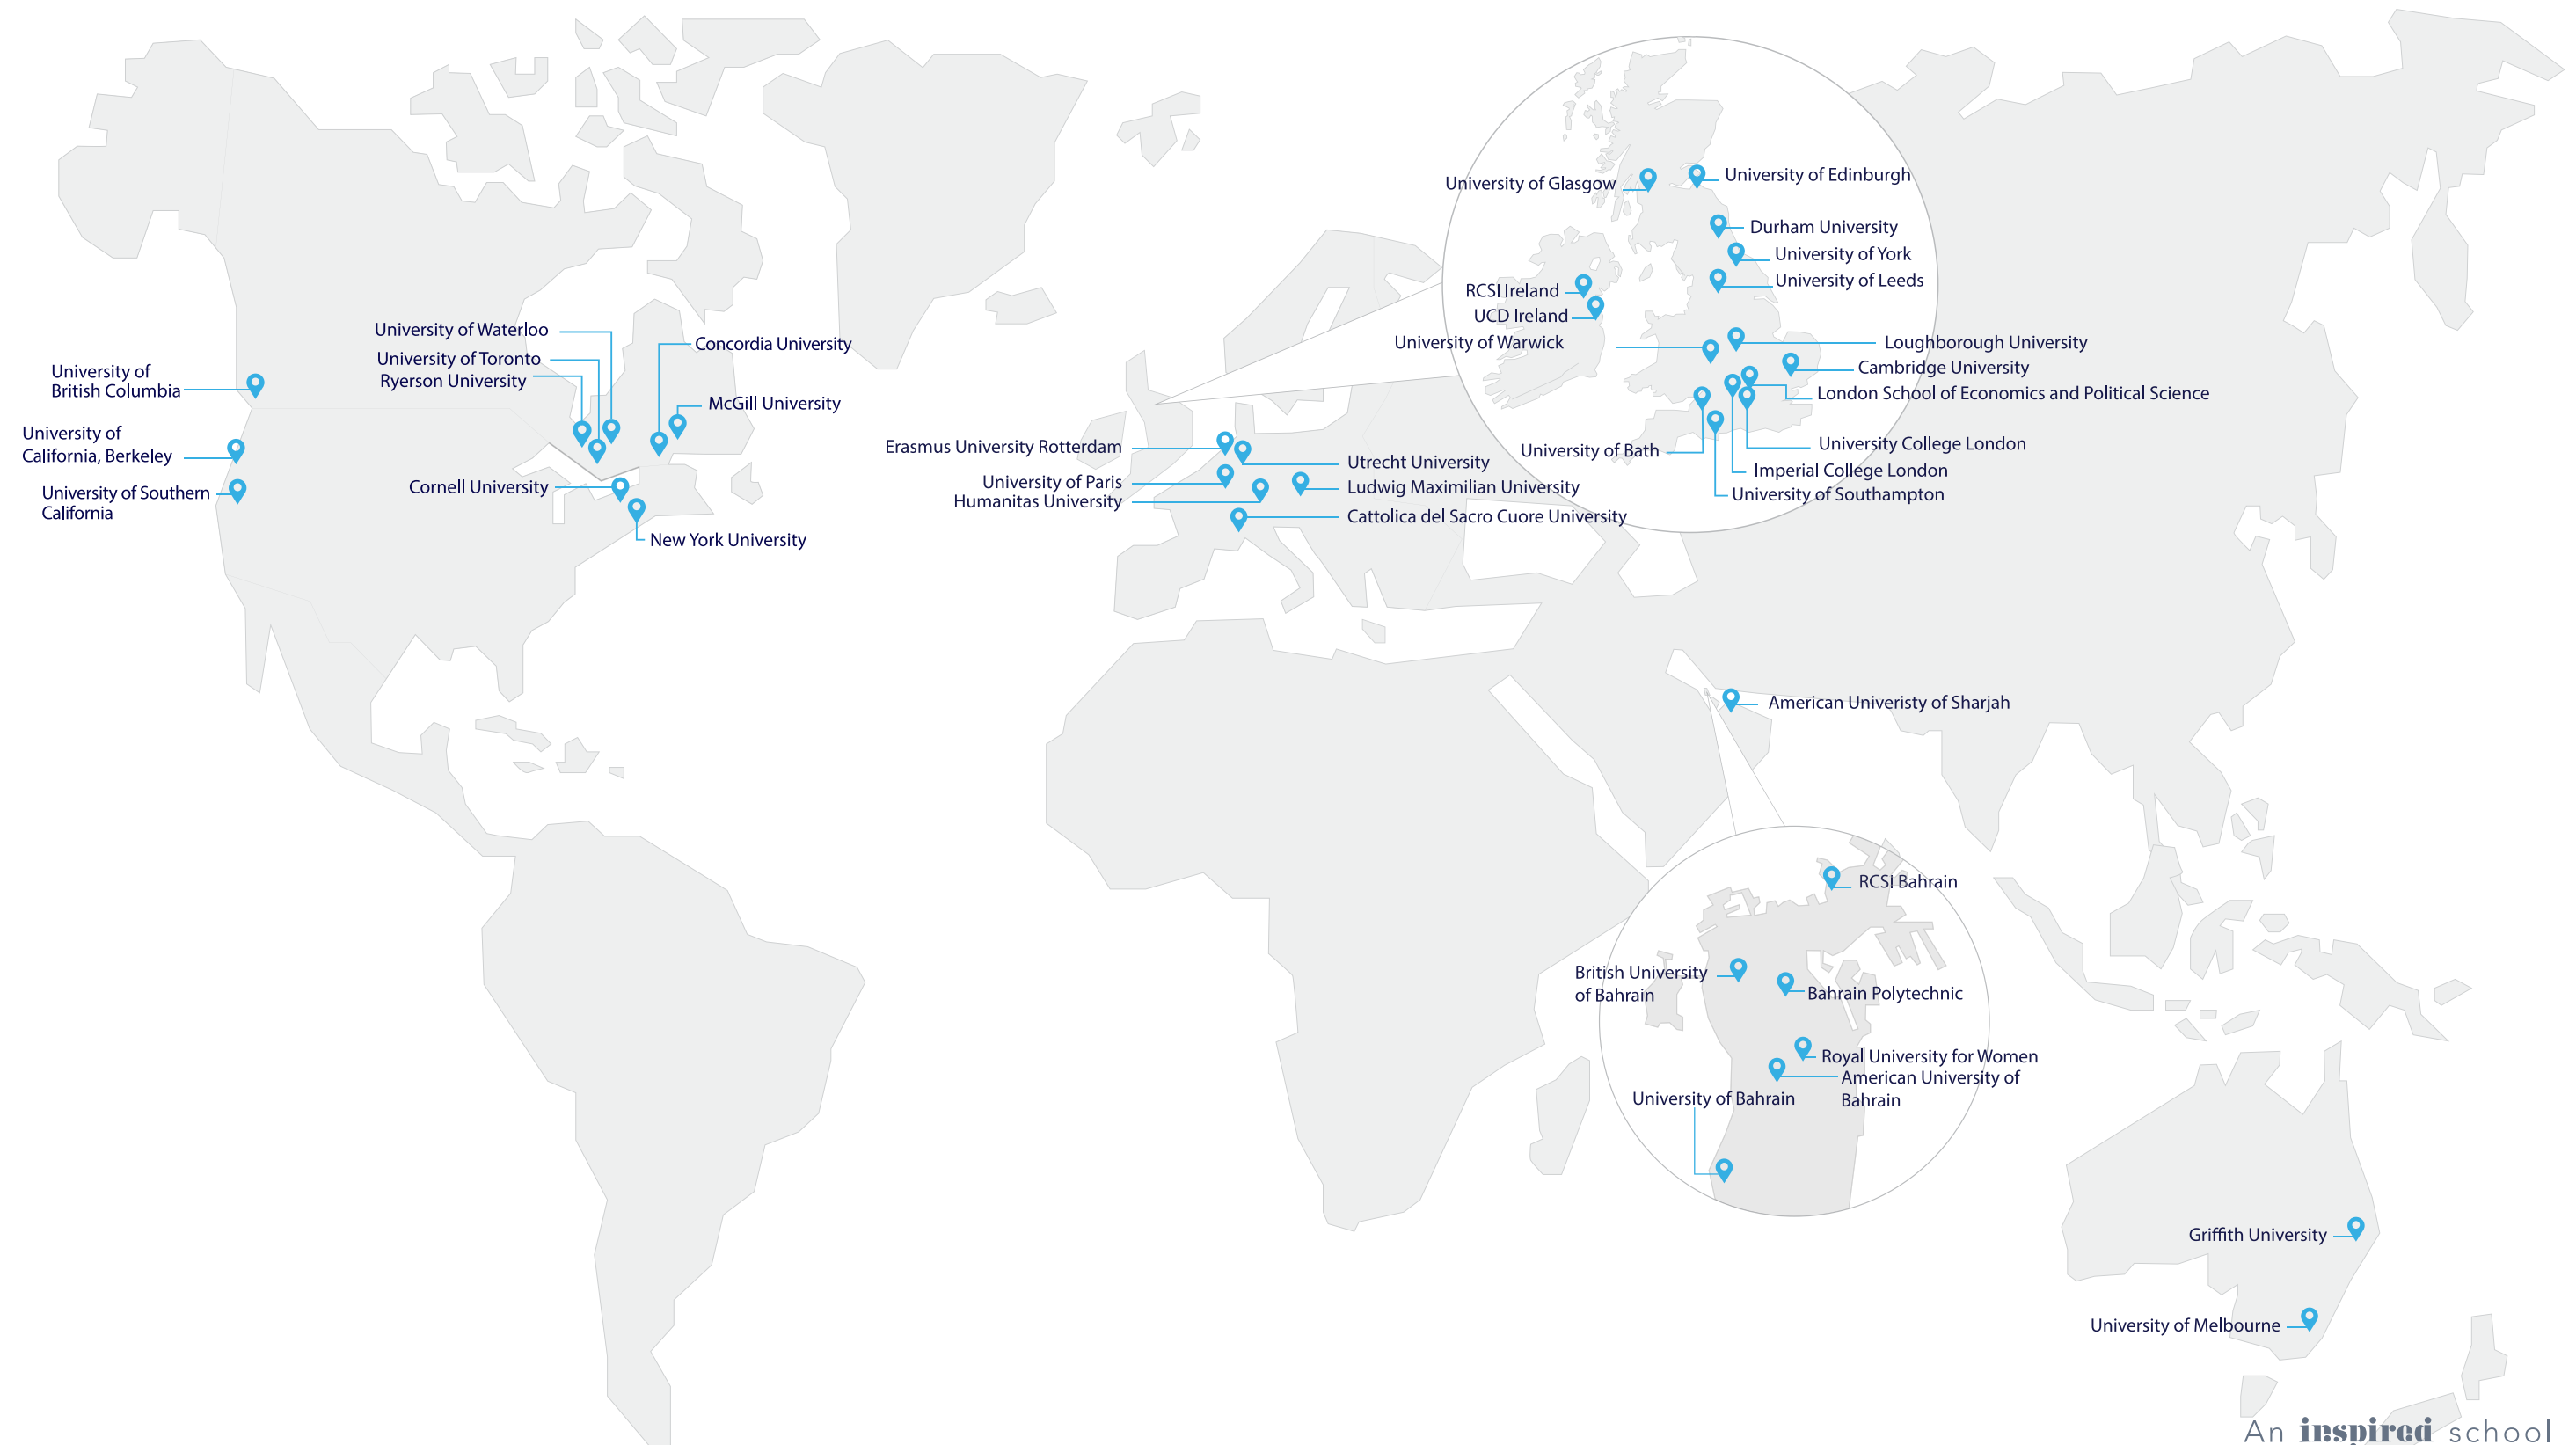 University of
British Columbia
University of
California, Berkeley
University of Southern
California
University of Waterloo
University of Toronto
Ryerson University
Concordia University
McGill University
Cornell University
New York University
Erasmus University Rotterdam
University of Paris
Humanitas University
Utrecht University
Ludwig Maximilian University
Cattolica del Sacro Cuore University
University of Glasgow
University of Edinburgh
Durham University
University of York
University of Leeds
RCSI Ireland
UCD Ireland
University of Warwick
Loughborough University
Cambridge University
London School of Economics and Political Science
University College London
University of Bath
Imperial College London
University of Southampton
American Univeristy of Sharjah
RCSI Bahrain
British University
of Bahrain
Bahrain Polytechnic
Royal University for Women
American University of
Bahrain
University of Bahrain
Griffith University
University of Melbourne
An inspired school